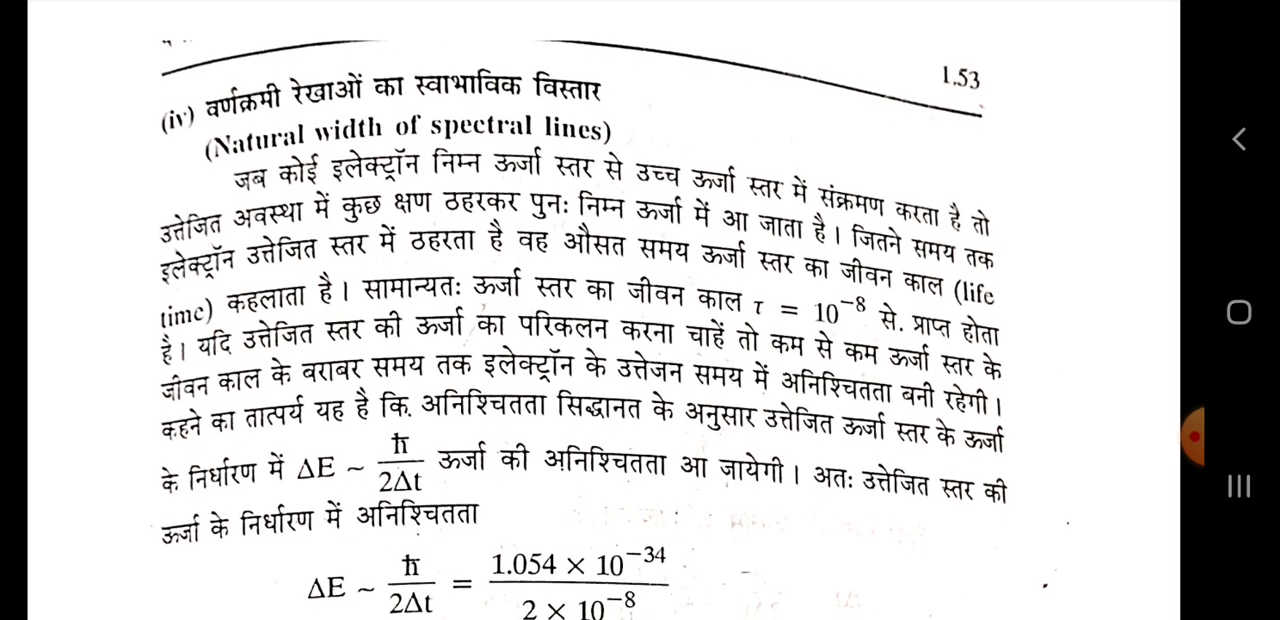 1.53
(iv) वर्णक्रमी रेखाओं का स्वाभाविक विस्तार
(Natural width of spectral lines)
जब कोई इलेक्ट्रॉन निम्न ऊर्जा स्तर से उच्च ऊर्जा स्तर में संक्रमण करता है तो
उत्तेजित अवस्था में कुछ क्षण ठहरकर पुनः निम्न ऊर्जा में आ जाता है। जितने समय तक
इलेक्ट्रॉन उत्तेजित स्तर में ठहरता है वह औसत समय ऊर्जा स्तर का जीवन काल (life
time) कहलाता है। सामान्यतः ऊर्जा स्तर का जीवन काल τ = 10⁻⁸ से. प्राप्त होता
है। यदि उत्तेजित स्तर की ऊर्जा का परिकलन करना चाहें तो कम से कम ऊर्जा स्तर के
जीवन काल के बराबर समय तक इलेक्ट्रॉन के उत्तेजन समय में अनिश्चितता बनी रहेगी।
कहने का तात्पर्य यह है कि. अनिश्चितता सिद्धानत के अनुसार उत्तेजित ऊर्जा स्तर के ऊर्जा
के निर्धारण में ΔE ~ ħ/2Δt ऊर्जा की अनिश्चितता आ जायेगी। अतः उत्तेजित स्तर की
ऊर्जा के निर्धारण में अनिश्चितता
ΔE ~ ħ/2Δt = 1.054 × 10⁻³⁴/2 × 10⁻⁸